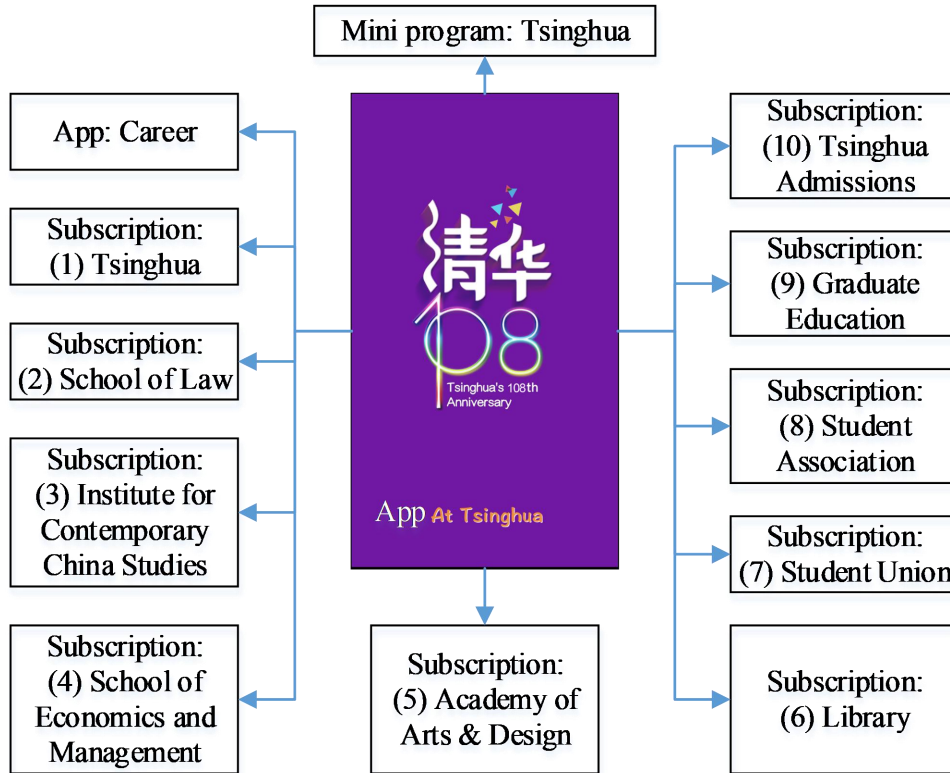 Mini program: Tsinghua
App: Career
Subscription:
(1) Tsinghua
Subscription:
(2) School of Law
Subscription:
(3) Institute for
Contemporary
China Studies
Subscription:
(4) School of
Economics and
Management
清华
108
Tsinghua's 108th
Anniversary
App At Tsinghua
Subscription:
(5) Academy of
Arts & Design
Subscription:
(10) Tsinghua
Admissions
Subscription:
(9) Graduate
Education
Subscription:
(8) Student
Association
Subscription:
(7) Student Union
Subscription:
(6) Library